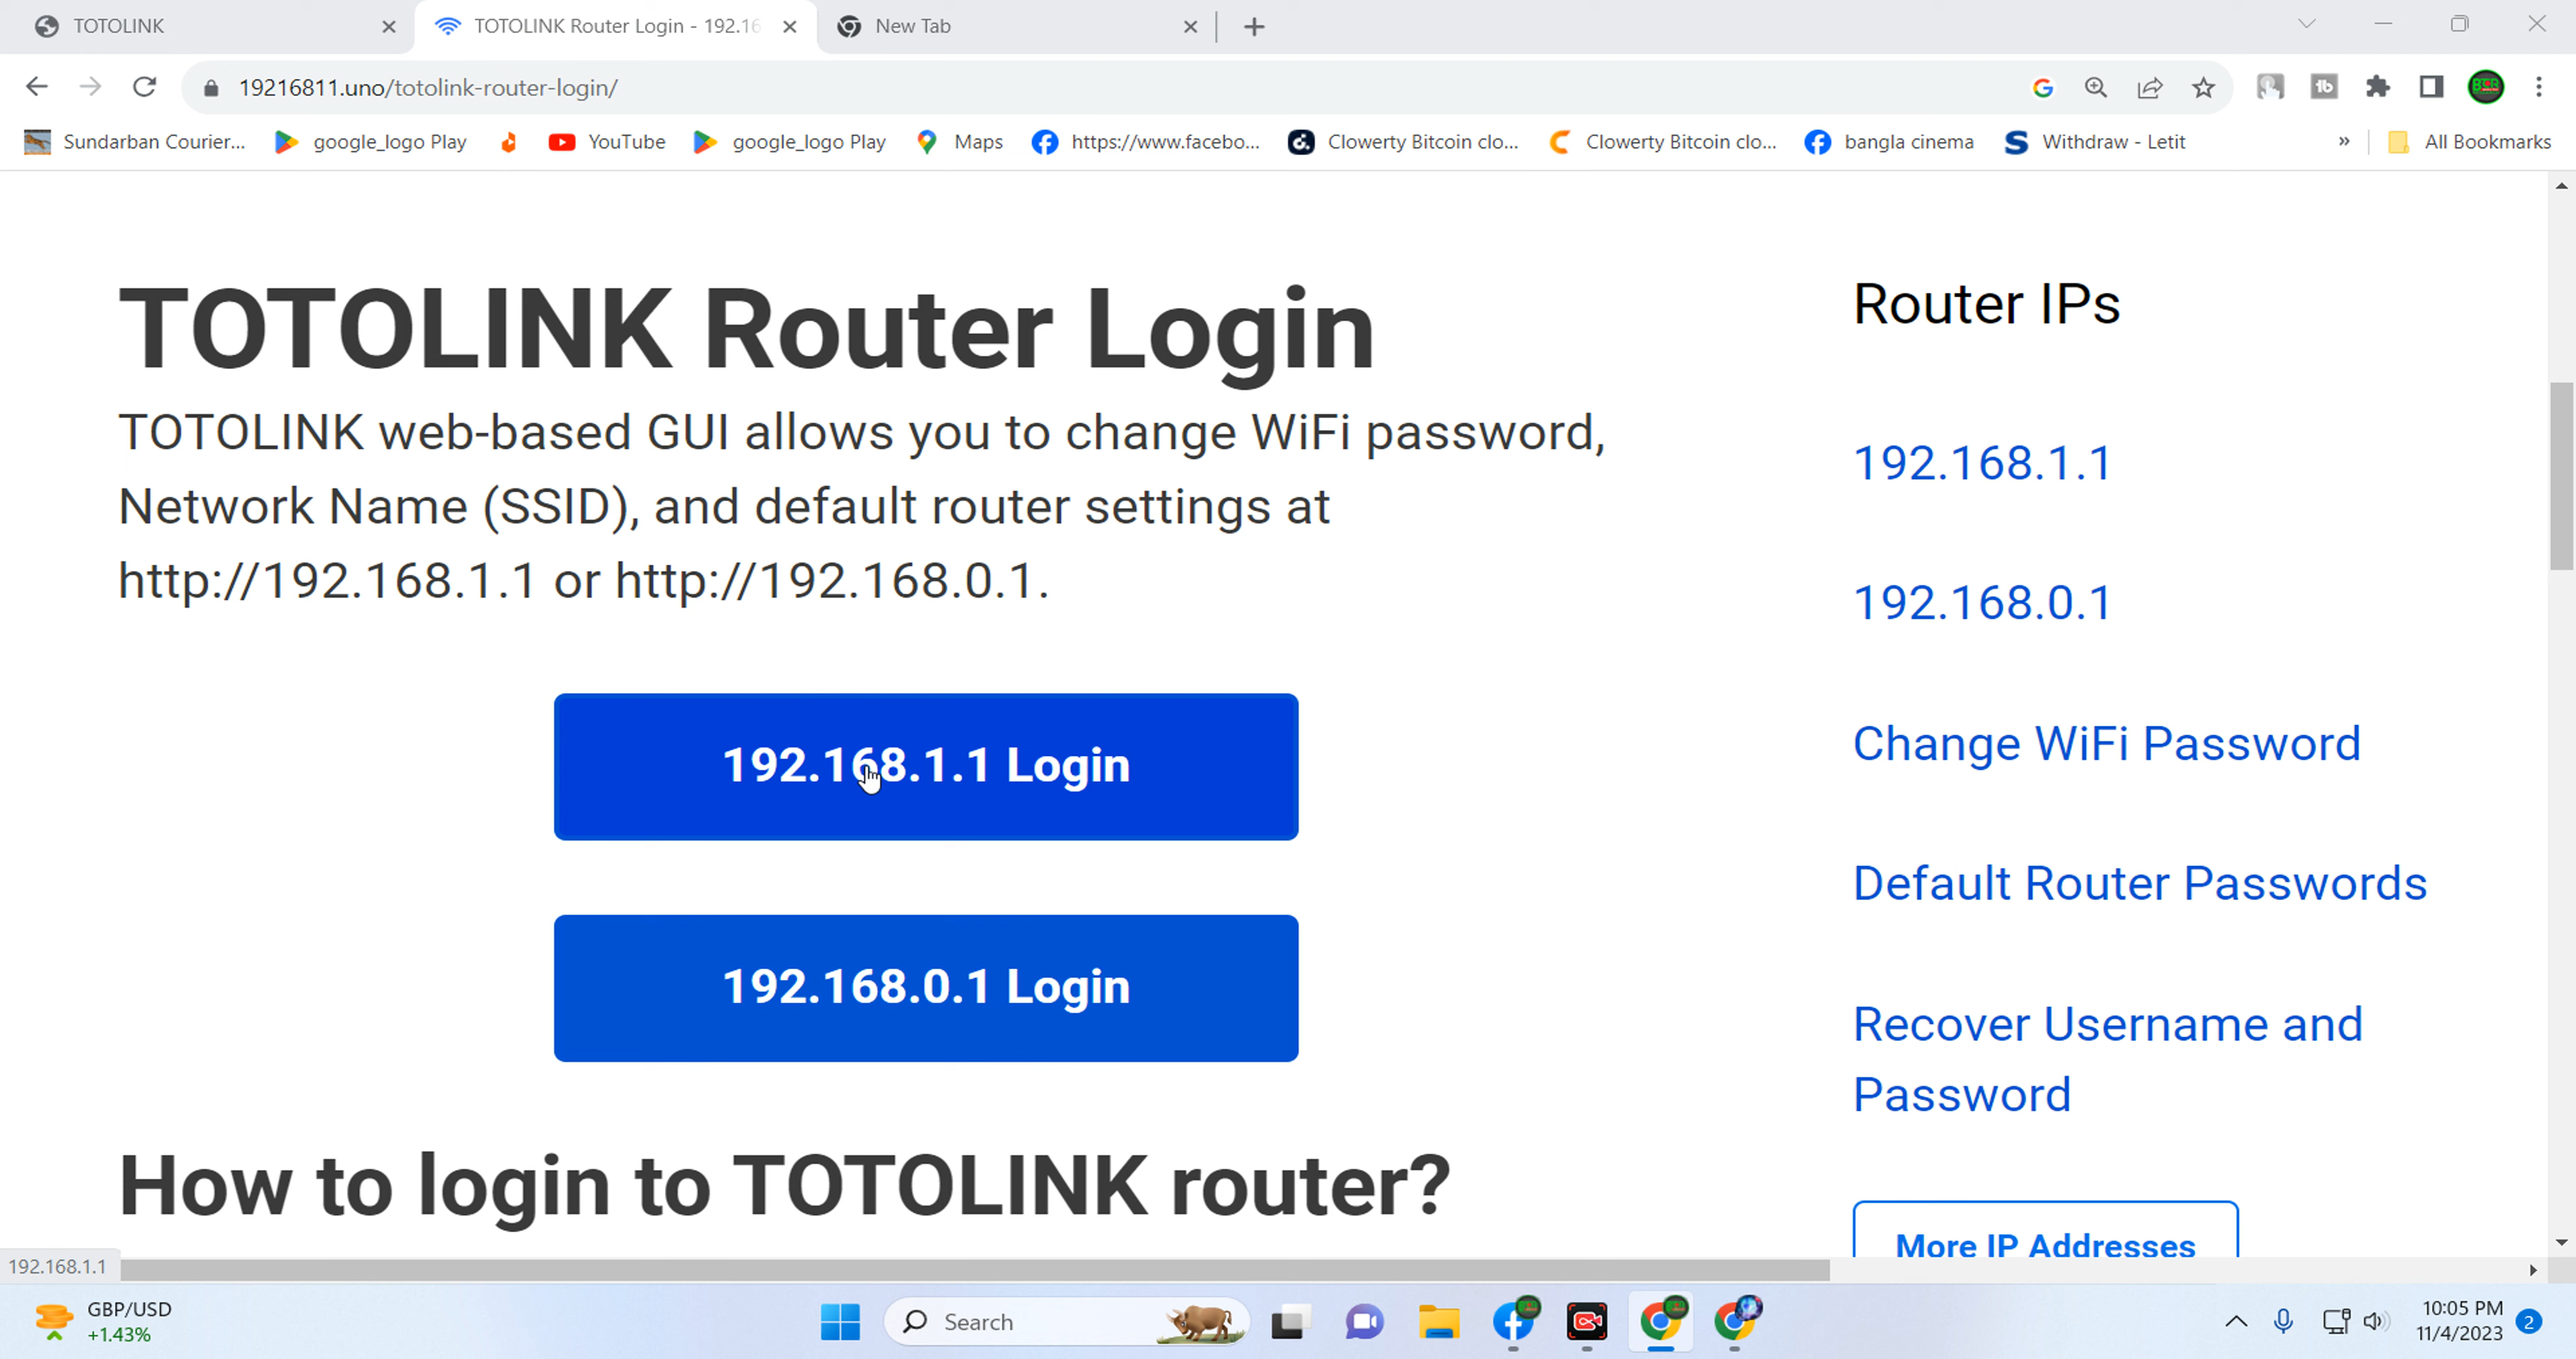 TOTOLINK
TOTOLINK Router Login - 192.16
New Tab
19216811.uno/totolink-router-login/
Sundarban Courier...
google_logo Play
YouTube
google_logo Play
Maps
https://www.facebo...
Clowerty Bitcoin clo...
Clowerty Bitcoin clo...
bangla cinema
Withdraw - Letit
»
All Bookmarks
TOTOLINK Router Login
TOTOLINK web-based GUI allows you to change WiFi password,
Network Name (SSID), and default router settings at
http://192.168.1.1 or http://192.168.0.1.
192.168.1.1 Login
192.168.0.1 Login
How to login to TOTOLINK router?
Router IPs
192.168.1.1
192.168.0.1
Change WiFi Password
Default Router Passwords
Recover Username and
Password
More IP Addresses
192.168.1.1
GBP/USD
+1.43%
Search
10:05 PM
11/4/2023
2